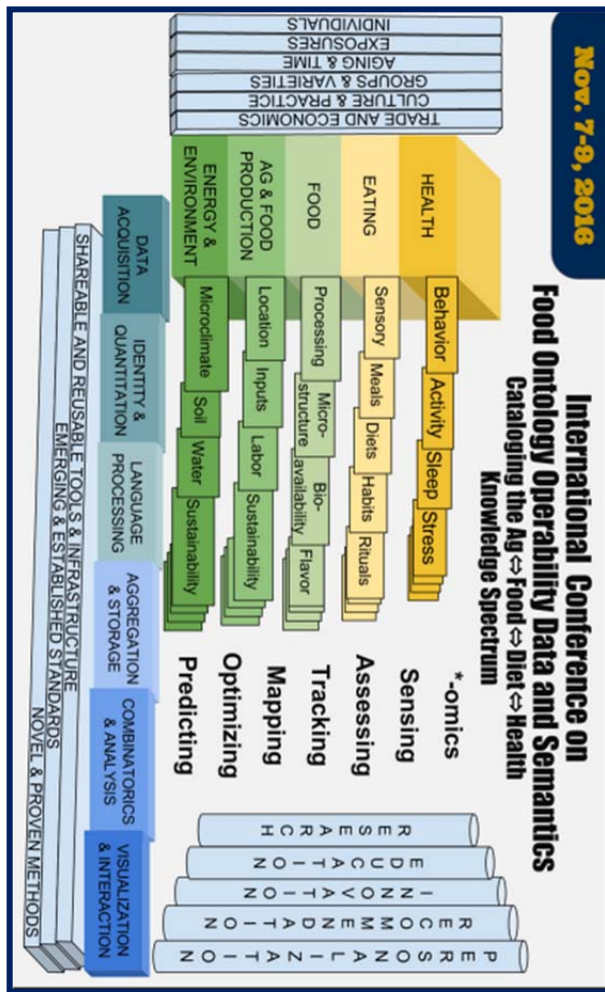 Nov. 7-9, 2016
International Conference on
Food Ontology Operability Data and Semantics
Cataloging the Ag ⇔ Food ⇔ Diet ⇔ Health
Knowledge Spectrum
INDIVIDUALS
EXPOSURES
AGING & TIME
GROUPS & VARIETIES
CULTURE & PRACTICE
TRADE AND ECONOMICS
HEALTH
Behavior
Activity
Sleep
Stress
EATING
Sensory
Meals
Diets
Habits
Rituals
FOOD
Processing
Micro-
structure
Bio-
availability
Flavor
AG & FOOD
PRODUCTION
Location
Inputs
Labor
Sustainability
ENERGY &
ENVIRONMENT
Microclimate
Soil
Water
Sustainability
*-omics
Sensing
Assessing
Tracking
Mapping
Optimizing
Predicting
RESEARCH
EDUCATION
INNOVATION
RECOMMENDATION
PERSONALIZATION
DATA
ACQUISITION
IDENTITY &
QUANTITATION
LANGUAGE
PROCESSING
AGGREGATION
& STORAGE
COMBINATORICS
& ANALYSIS
VISUALIZATION
& INTERACTION
SHAREABLE AND REUSABLE TOOLS & INFRASTRUCTURE
EMERGING & ESTABLISHED STANDARDS
NOVEL & PROVEN METHODS